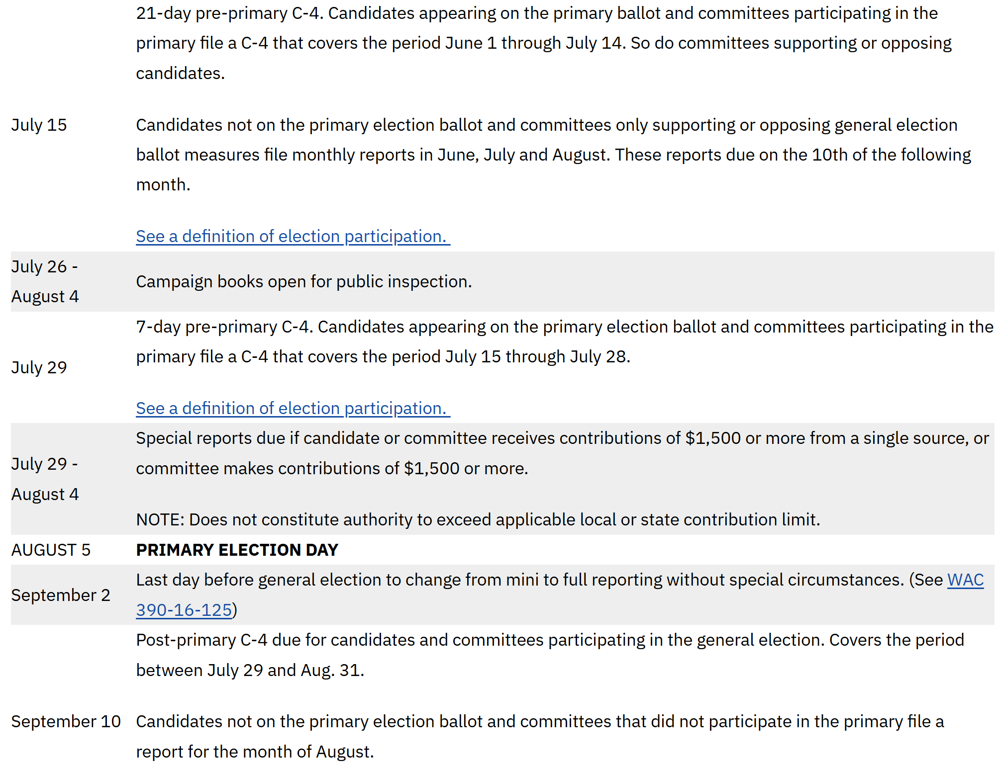 21-day pre-primary C-4. Candidates appearing on the primary ballot and committees participating in the
primary file a C-4 that covers the period June 1 through July 14. So do committees supporting or opposing
candidates.
July 15
Candidates not on the primary election ballot and committees only supporting or opposing general election
ballot measures file monthly reports in June, July and August. These reports due on the 10th of the following
month.
See a definition of election participation.
July 26 -
August 4
Campaign books open for public inspection.
July 29
7-day pre-primary C-4. Candidates appearing on the primary election ballot and committees participating in the
primary file a C-4 that covers the period July 15 through July 28.
See a definition of election participation.
July 29 -
August 4
Special reports due if candidate or committee receives contributions of $1,500 or more from a single source, or
committee makes contributions of $1,500 or more.
NOTE: Does not constitute authority to exceed applicable local or state contribution limit.
AUGUST 5
PRIMARY ELECTION DAY
September 2
Last day before general election to change from mini to full reporting without special circumstances. (See WAC
390-16-125)
Post-primary C-4 due for candidates and committees participating in the general election. Covers the period
between July 29 and Aug. 31.
September 10
Candidates not on the primary election ballot and committees that did not participate in the primary file a
report for the month of August.